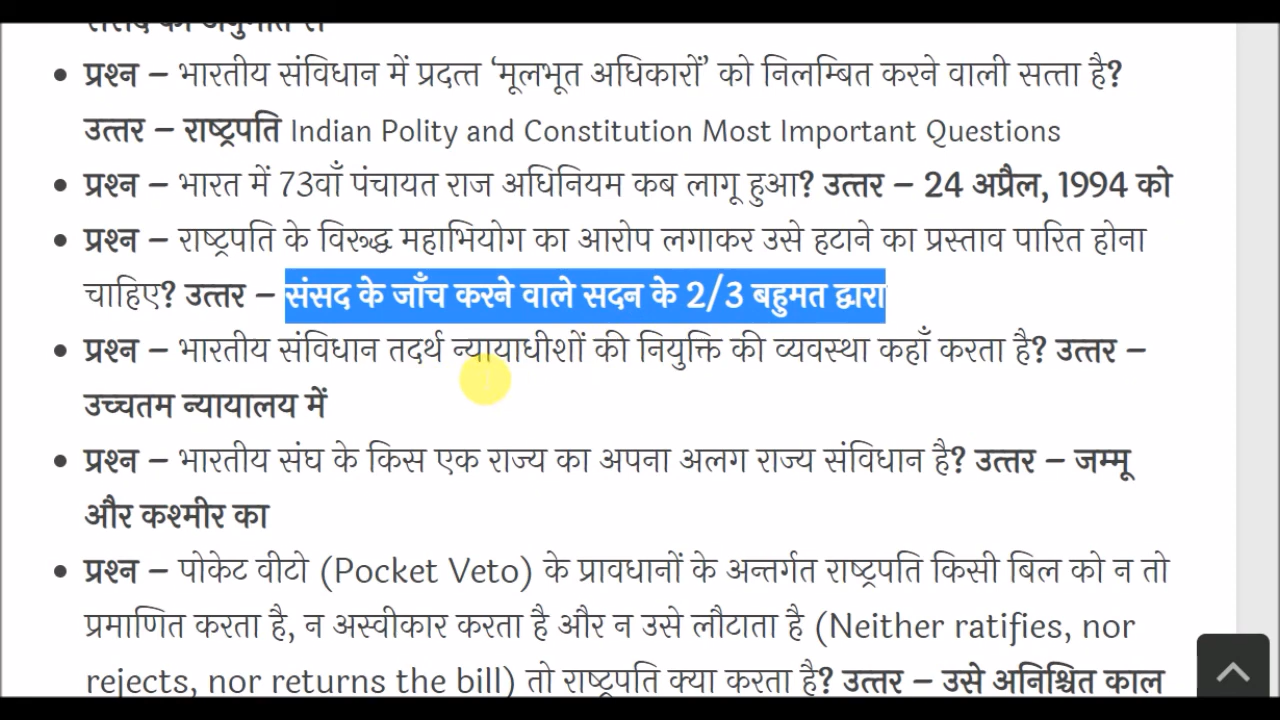 प्रश्न – भारतीय संविधान में प्रदत्त ‘मूलभूत अधिकारों’ को निलम्बित करने वाली सत्ता है?
उत्तर – राष्ट्रपति Indian Polity and Constitution Most Important Questions
प्रश्न – भारत में 73वाँ पंचायत राज अधिनियम कब लागू हुआ? उत्तर – 24 अप्रैल, 1994 को
प्रश्न – राष्ट्रपति के विरूद्ध महाभियोग का आरोप लगाकर उसे हटाने का प्रस्ताव पारित होना
चाहिए? उत्तर – संसद के जाँच करने वाले सदन के 2/3 बहुमत द्वारा
प्रश्न – भारतीय संविधान तदर्थ न्यायाधीशों की नियुक्ति की व्यवस्था कहाँ करता है? उत्तर –
उच्चतम न्यायालय में
प्रश्न – भारतीय संघ के किस एक राज्य का अपना अलग राज्य संविधान है? उत्तर – जम्मू
और कश्मीर का
प्रश्न – पोकेट वीटो (Pocket Veto) के प्रावधानों के अन्तर्गत राष्ट्रपति किसी बिल को न तो
प्रमाणित करता है, न अस्वीकार करता है और न उसे लौटाता है (Neither ratifies, nor
rejects, nor returns the bill) तो राष्ट्रपति क्या करता है? उत्तर – उसे अनिश्चित काल